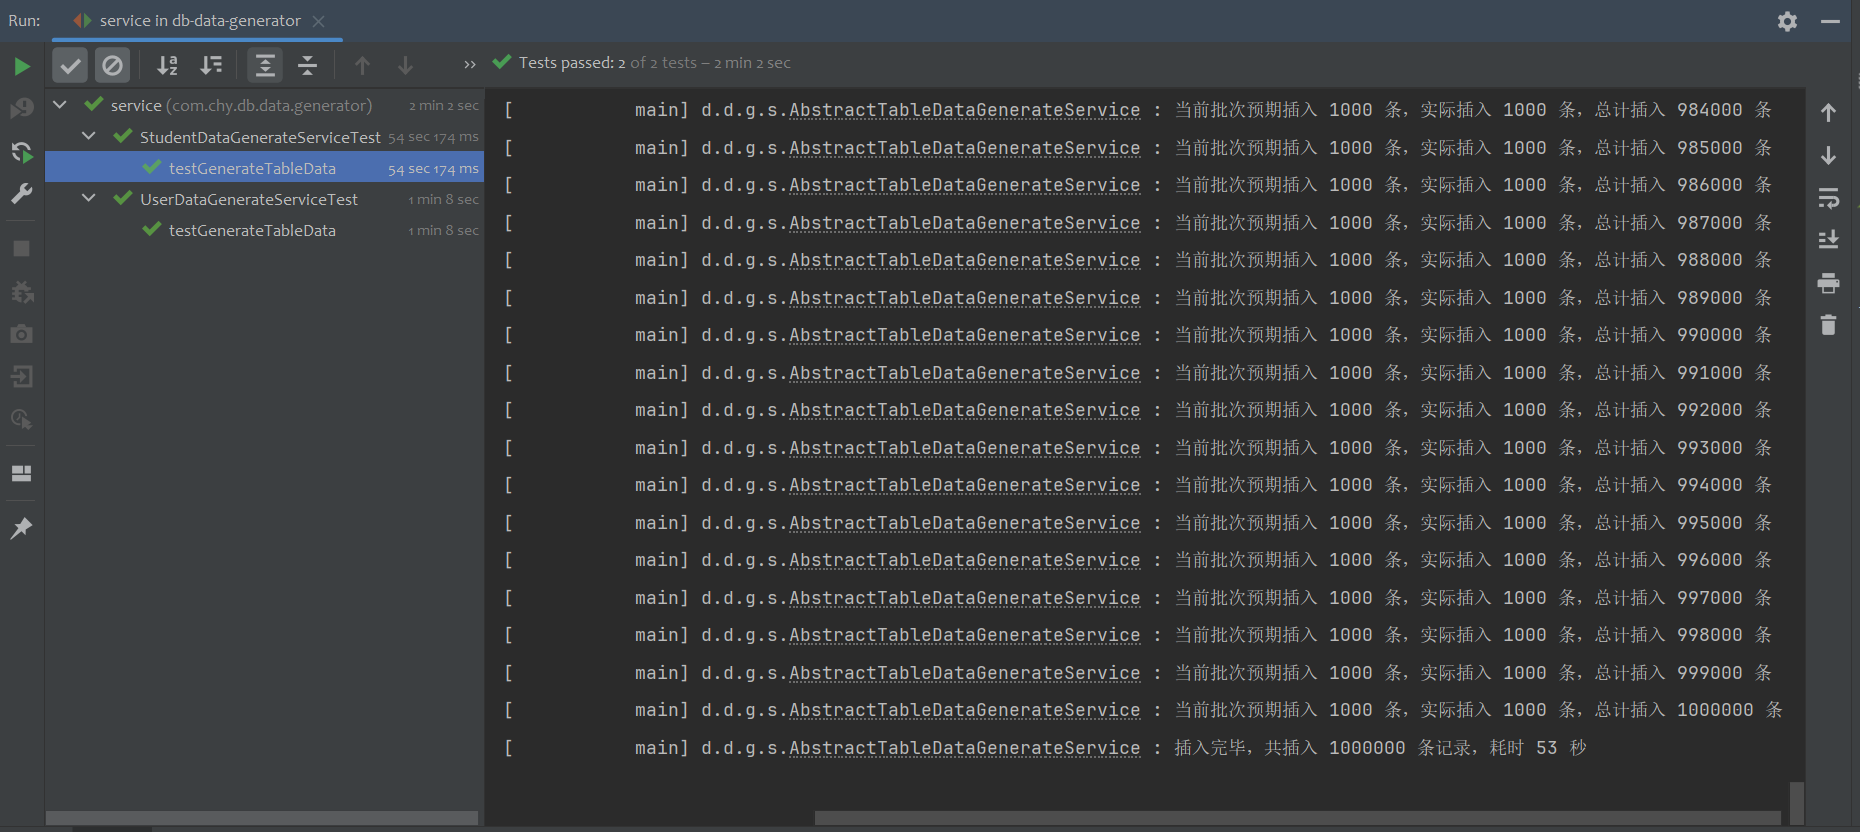 Run: service in db-data-generator
Tests passed: 2 of 2 tests – 2 min 2 sec
service (com.chy.db.data.generator) 2 min 2 sec
StudentDataGenerateServiceTest 54 sec 174 ms
testGenerateTableData 54 sec 174 ms
UserDataGenerateServiceTest 1 min 8 sec
testGenerateTableData 1 min 8 sec
[           main] d.d.g.s.AbstractTableDataGenerateService : 当前批次预期插入 1000 条，实际插入 1000 条，总计插入 984000 条
[           main] d.d.g.s.AbstractTableDataGenerateService : 当前批次预期插入 1000 条，实际插入 1000 条，总计插入 985000 条
[           main] d.d.g.s.AbstractTableDataGenerateService : 当前批次预期插入 1000 条，实际插入 1000 条，总计插入 986000 条
[           main] d.d.g.s.AbstractTableDataGenerateService : 当前批次预期插入 1000 条，实际插入 1000 条，总计插入 987000 条
[           main] d.d.g.s.AbstractTableDataGenerateService : 当前批次预期插入 1000 条，实际插入 1000 条，总计插入 988000 条
[           main] d.d.g.s.AbstractTableDataGenerateService : 当前批次预期插入 1000 条，实际插入 1000 条，总计插入 989000 条
[           main] d.d.g.s.AbstractTableDataGenerateService : 当前批次预期插入 1000 条，实际插入 1000 条，总计插入 990000 条
[           main] d.d.g.s.AbstractTableDataGenerateService : 当前批次预期插入 1000 条，实际插入 1000 条，总计插入 991000 条
[           main] d.d.g.s.AbstractTableDataGenerateService : 当前批次预期插入 1000 条，实际插入 1000 条，总计插入 992000 条
[           main] d.d.g.s.AbstractTableDataGenerateService : 当前批次预期插入 1000 条，实际插入 1000 条，总计插入 993000 条
[           main] d.d.g.s.AbstractTableDataGenerateService : 当前批次预期插入 1000 条，实际插入 1000 条，总计插入 994000 条
[           main] d.d.g.s.AbstractTableDataGenerateService : 当前批次预期插入 1000 条，实际插入 1000 条，总计插入 995000 条
[           main] d.d.g.s.AbstractTableDataGenerateService : 当前批次预期插入 1000 条，实际插入 1000 条，总计插入 996000 条
[           main] d.d.g.s.AbstractTableDataGenerateService : 当前批次预期插入 1000 条，实际插入 1000 条，总计插入 997000 条
[           main] d.d.g.s.AbstractTableDataGenerateService : 当前批次预期插入 1000 条，实际插入 1000 条，总计插入 998000 条
[           main] d.d.g.s.AbstractTableDataGenerateService : 当前批次预期插入 1000 条，实际插入 1000 条，总计插入 999000 条
[           main] d.d.g.s.AbstractTableDataGenerateService : 当前批次预期插入 1000 条，实际插入 1000 条，总计插入 1000000 条
[           main] d.d.g.s.AbstractTableDataGenerateService : 插入完毕，共插入 1000000 条记录，耗时 53 秒